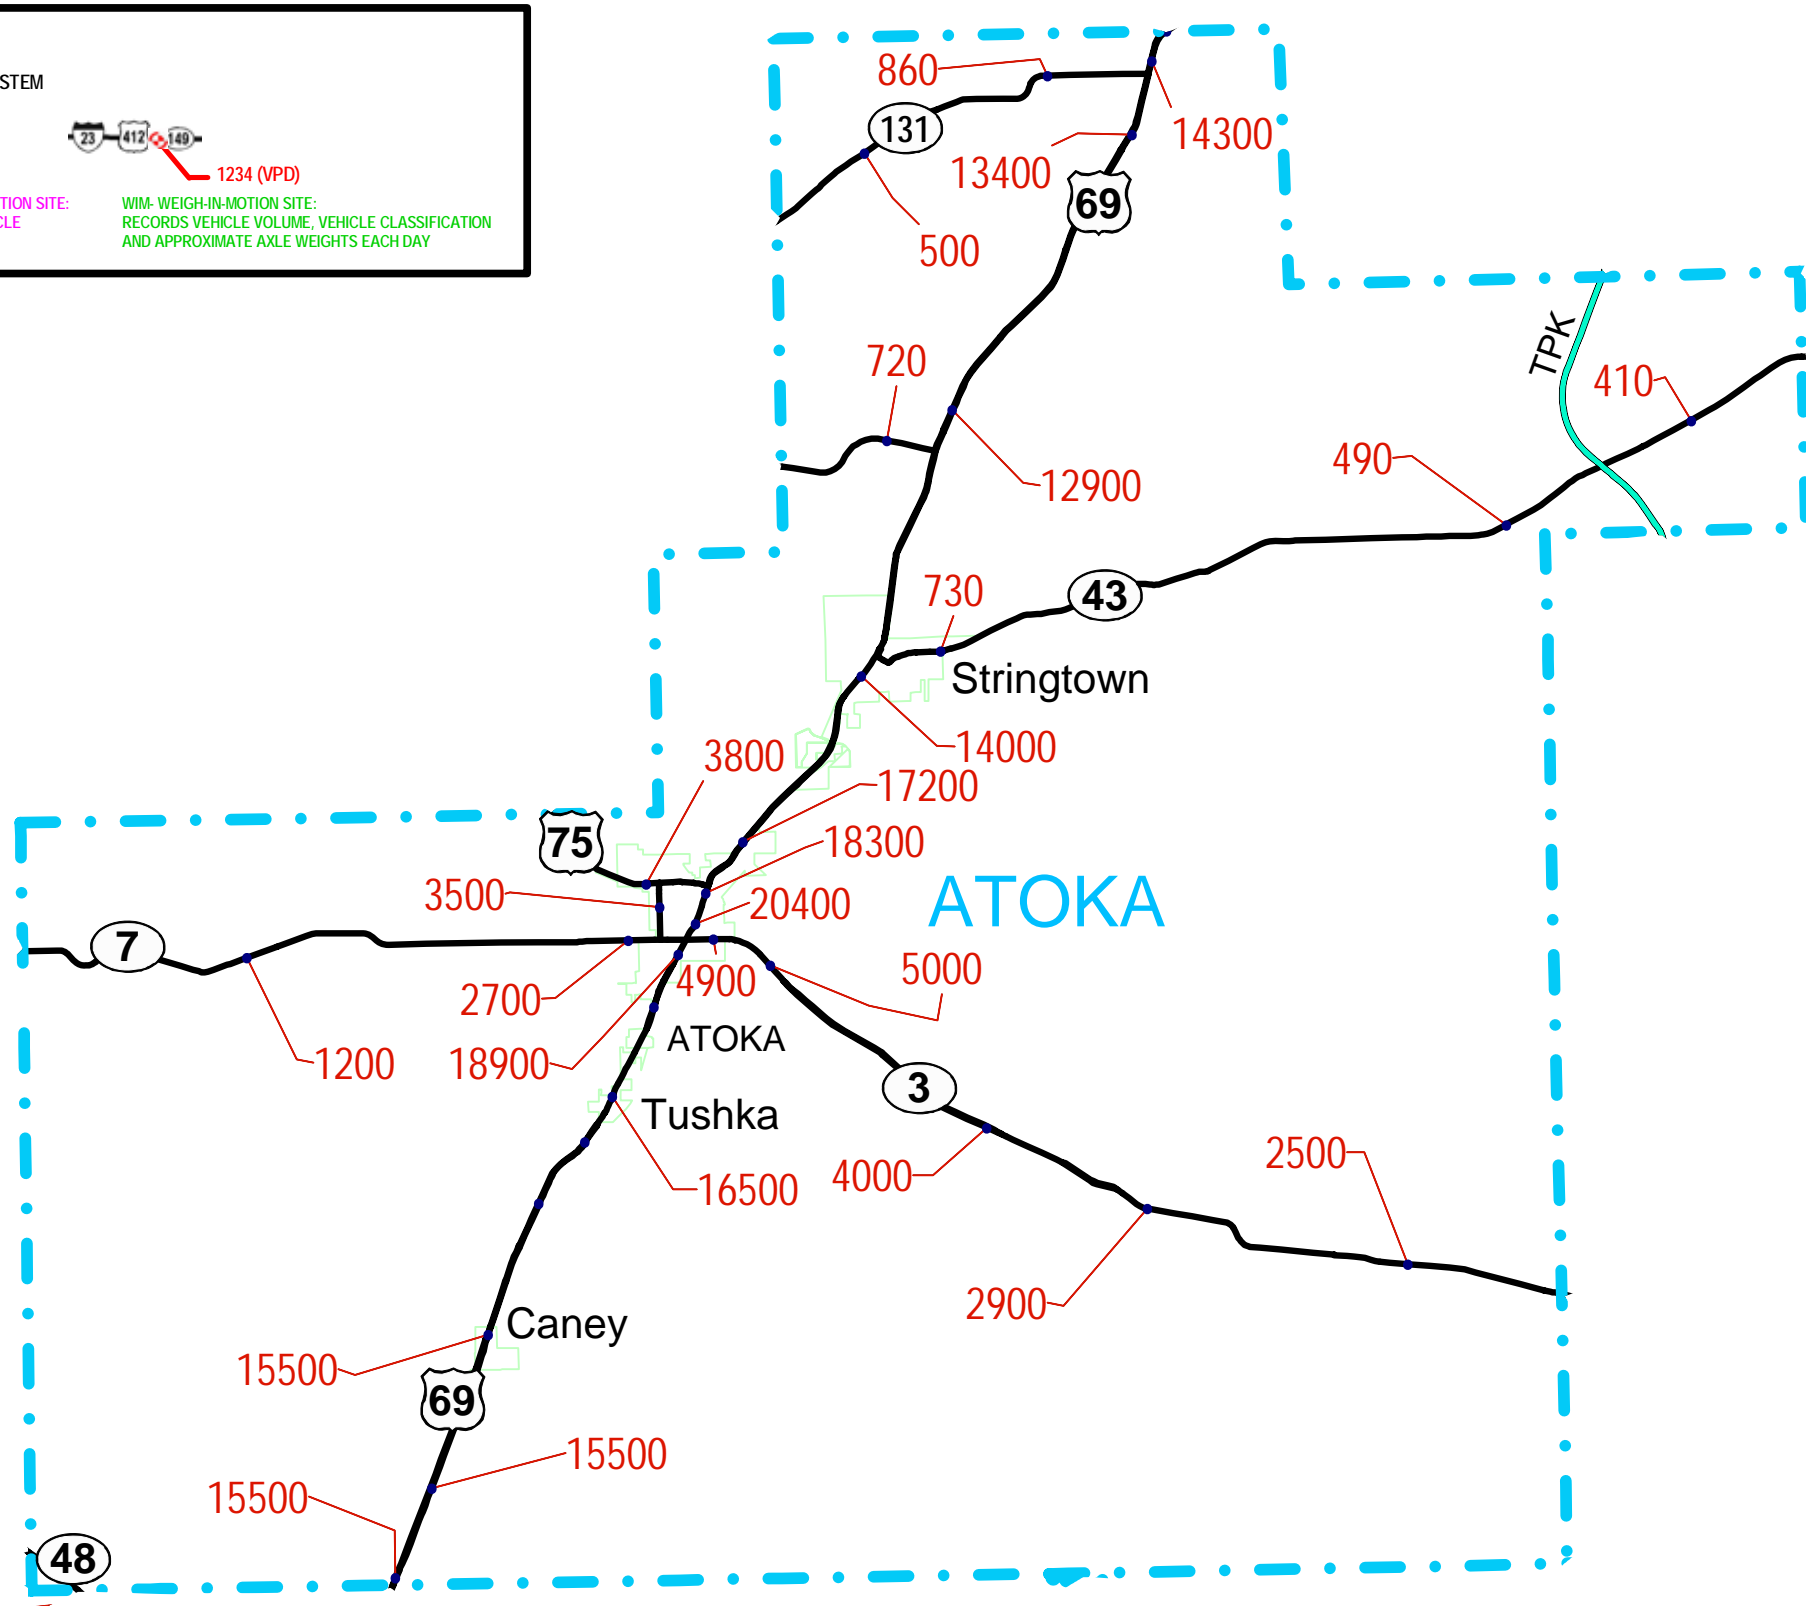 STEM
23
412
149
1234 (VPD)
TION SITE:
CLE
WIM- WEIGH-IN-MOTION SITE:
RECORDS VEHICLE VOLUME, VEHICLE CLASSIFICATION
AND APPROXIMATE AXLE WEIGHTS EACH DAY
860
131
14300
13400
69
500
TPK
720
410
490
12900
730
43
Stringtown
14000
3800
17200
75
18300
3500
20400
ATOKA
7
4900
5000
2700
ATOKA
1200
18900
3
Tushka
4000
2500
16500
2900
Caney
15500
69
15500
15500
48